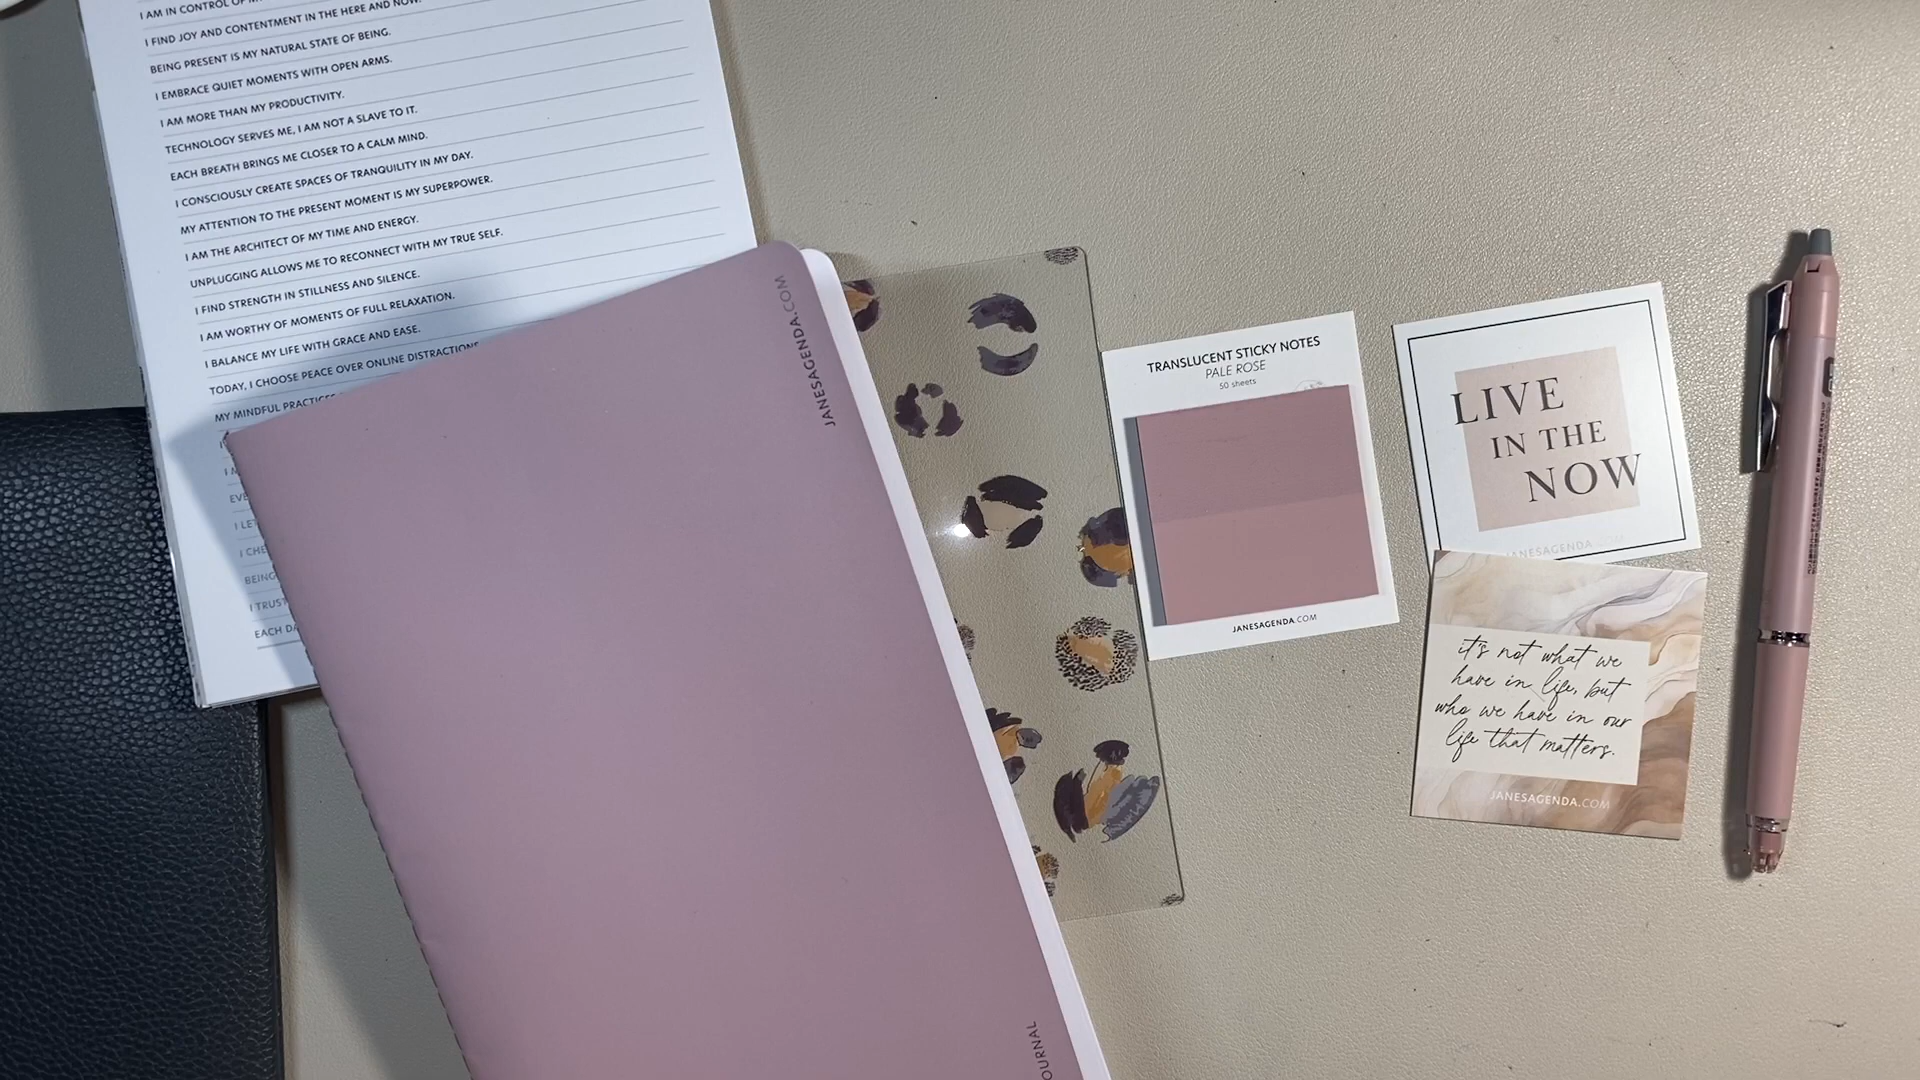 I AM IN CONTROL OF
I FIND JOY AND CONTENTMENT IN THE HERE AND NOW.
BEING PRESENT IS MY NATURAL STATE OF BEING.
I EMBRACE QUIET MOMENTS WITH OPEN ARMS.
I AM MORE THAN MY PRODUCTIVITY.
TECHNOLOGY SERVES ME, I AM NOT A SLAVE TO IT.
EACH BREATH BRINGS ME CLOSER TO A CALM MIND.
I CONSCIOUSLY CREATE SPACES OF TRANQUILITY IN MY DAY.
MY ATTENTION TO THE PRESENT MOMENT IS MY SUPERPOWER.
I AM THE ARCHITECT OF MY TIME AND ENERGY.
UNPLUGGING ALLOWS ME TO RECONNECT WITH MY TRUE SELF.
I FIND STRENGTH IN STILLNESS AND SILENCE.
I AM WORTHY OF MOMENTS OF FULL RELAXATION.
I BALANCE MY LIFE WITH GRACE AND EASE.
TODAY, I CHOOSE PEACE OVER ONLINE DISTRACTIONS
MY MINDFUL PRACTICES
I
I
I
I CHE
BEING
I TRUST
EACH
JANESAGENDA.COM
OURNAL
TRANSLUCENT STICKY NOTES
PALE ROSE
50 sheets
JANESAGENDA.COM
LIVE
IN THE
NOW
JANESAGENDA.COM
it's not what we
have in life, but
who we have in our
life that matters.
JANESAGENDA.COM